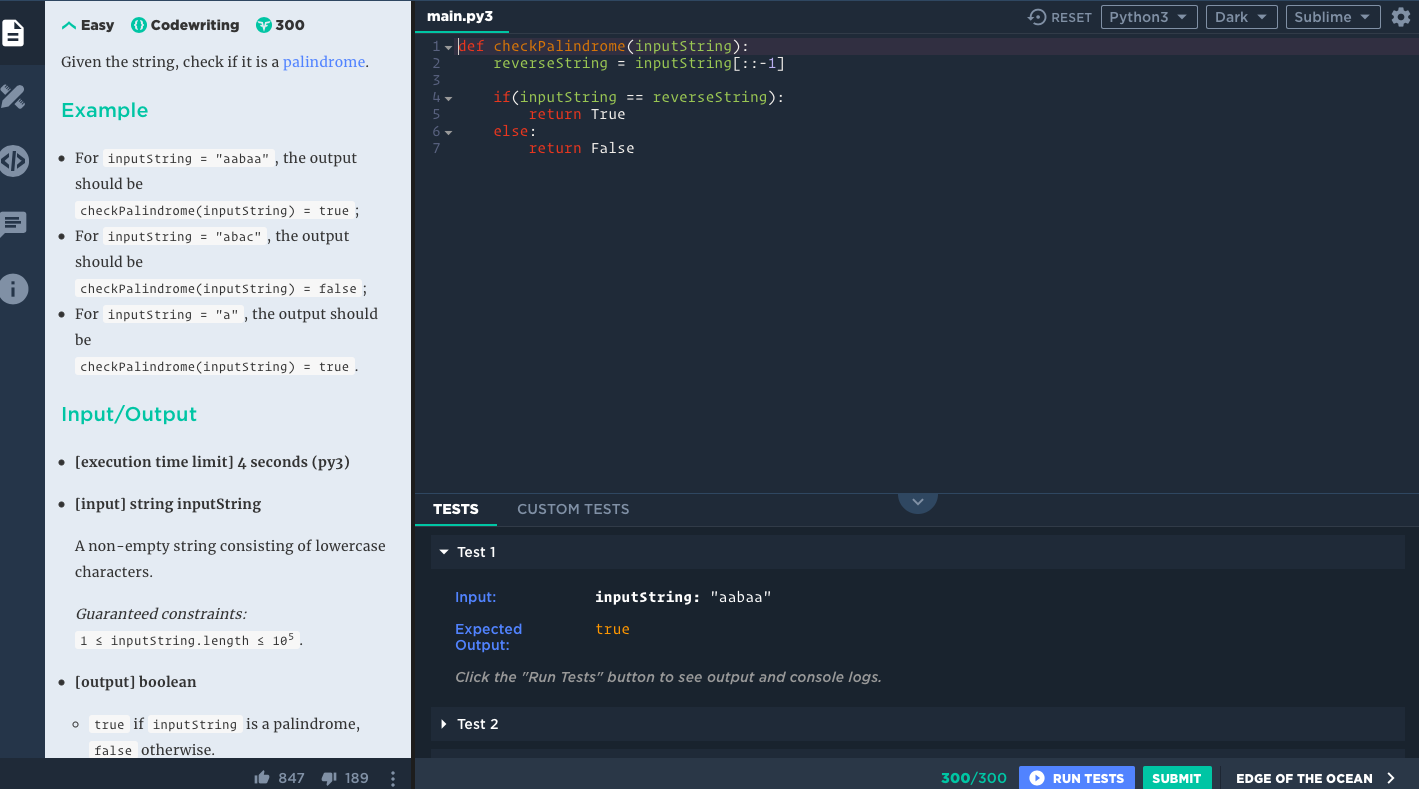 Easy Codewriting 300
Given the string, check if it is a palindrome.
Example
For inputString = "aabaa", the output
should be
checkPalindrome(inputString) = true;
For inputString = "abac", the output
should be
checkPalindrome(inputString) = false;
For inputString = "a", the output should
be
checkPalindrome(inputString) = true.
Input/Output
[execution time limit] 4 seconds (py3)
[input] string inputString
A non-empty string consisting of lowercase
characters.
Guaranteed constraints:
1 ≤ inputString.length ≤ 10⁵.
[output] boolean
true if inputString is a palindrome,
false otherwise.
847 189
main.py3
RESET Python3 Dark Sublime
1 def checkPalindrome(inputString):
2 reverseString = inputString[::-1]
3
4 if(inputString == reverseString):
5 return True
6 else:
7 return False
TESTS CUSTOM TESTS
Test 1
Input: inputString: "aabaa"
Expected true
Output:
Click the "Run Tests" button to see output and console logs.
Test 2
300/300 RUN TESTS SUBMIT EDGE OF THE OCEAN